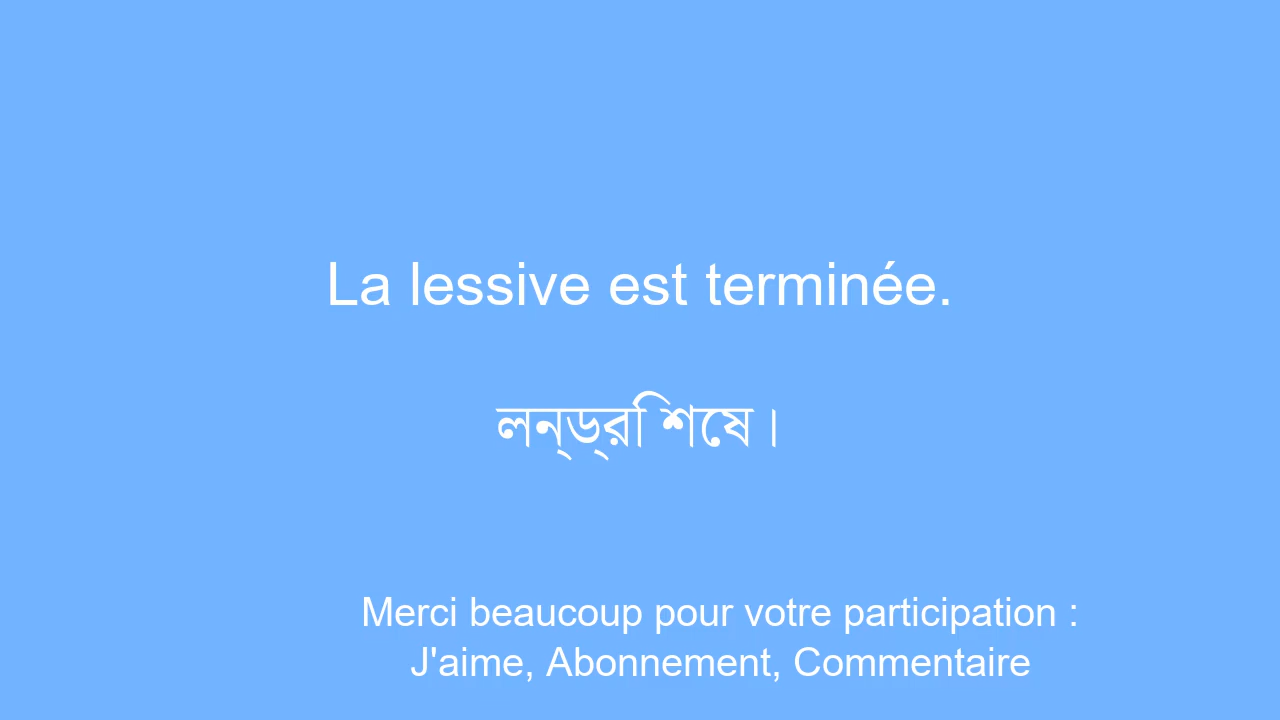 La lessive est terminée.
লন্ড্রি শেষ।
Merci beaucoup pour votre participation :
J'aime, Abonnement, Commentaire